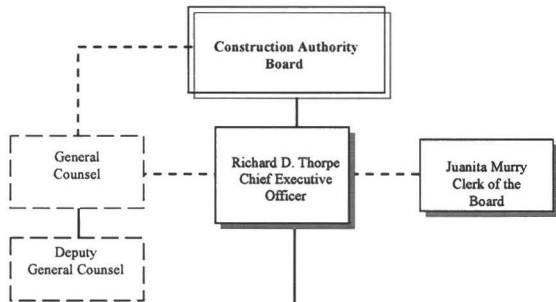 Construction Authority
Board
General
Counsel
Richard D. Thorpe
Chief Executive
Officer
Juanita Murry
Clerk of the
Board
Deputy
General Counsel